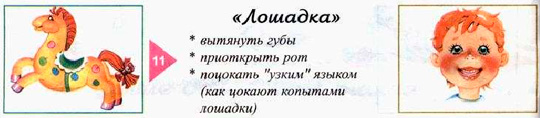 «Лошадка»
* вытянуть губы
* приоткрыть рот
11
* поцокать "узким" языком
(как цокают копытами
лошадки)